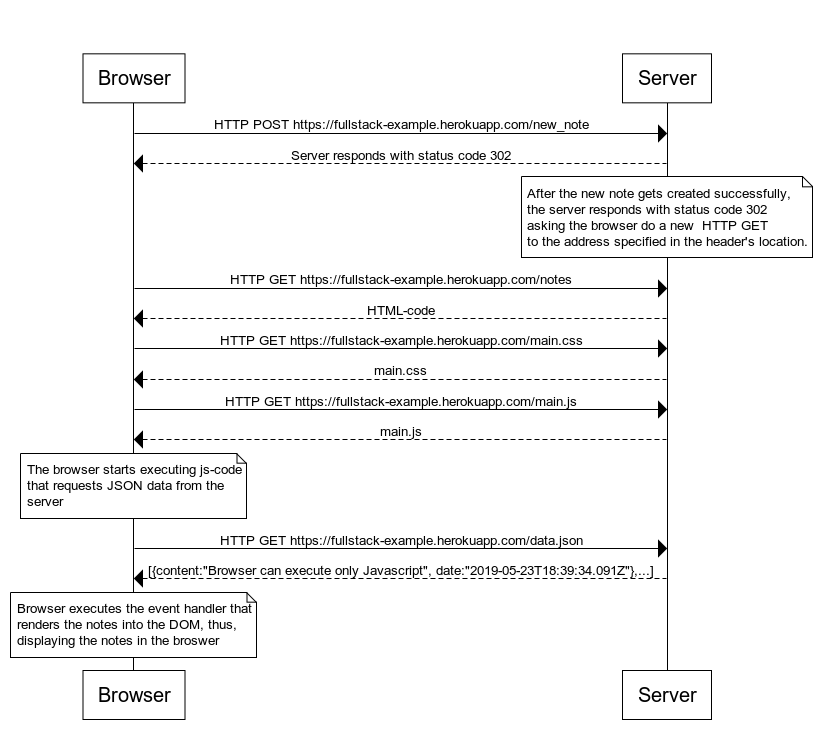 Browser
Server
HTTP POST https://fullstack-example.herokuapp.com/new_note
Server responds with status code 302
After the new note gets created successfully,
the server responds with status code 302
asking the browser do a new  HTTP GET
to the address specified in the header's location.
HTTP GET https://fullstack-example.herokuapp.com/notes
HTML-code
HTTP GET https://fullstack-example.herokuapp.com/main.css
main.css
HTTP GET https://fullstack-example.herokuapp.com/main.js
main.js
The browser starts executing js-code
that requests JSON data from the
server
HTTP GET https://fullstack-example.herokuapp.com/data.json
[{content:"Browser can execute only Javascript", date:"2019-05-23T18:39:34.091Z"},...]
Browser executes the event handler that
renders the notes into the DOM, thus,
displaying the notes in the broswer
Browser
Server